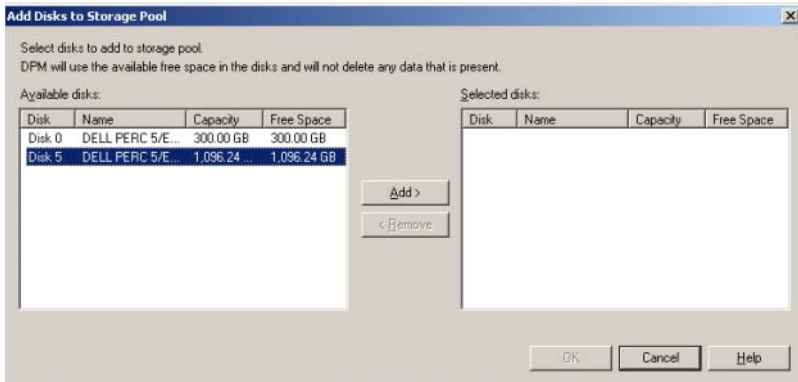 Add Disks to Storage Pool
Select disks to add to storage pool.
DPM will use the available free space in the disks and will not delete any data that is present.
Available disks:
Disk Name Capacity Free Space
Disk 0 DELL PERC 5/E... 300.00 GB 300.00 GB
Disk 5 DELL PERC 5/E... 1,096.24 ... 1,096.24 GB
Add >
< Remove
Selected disks:
Disk Name Capacity Free Space
OK Cancel Help